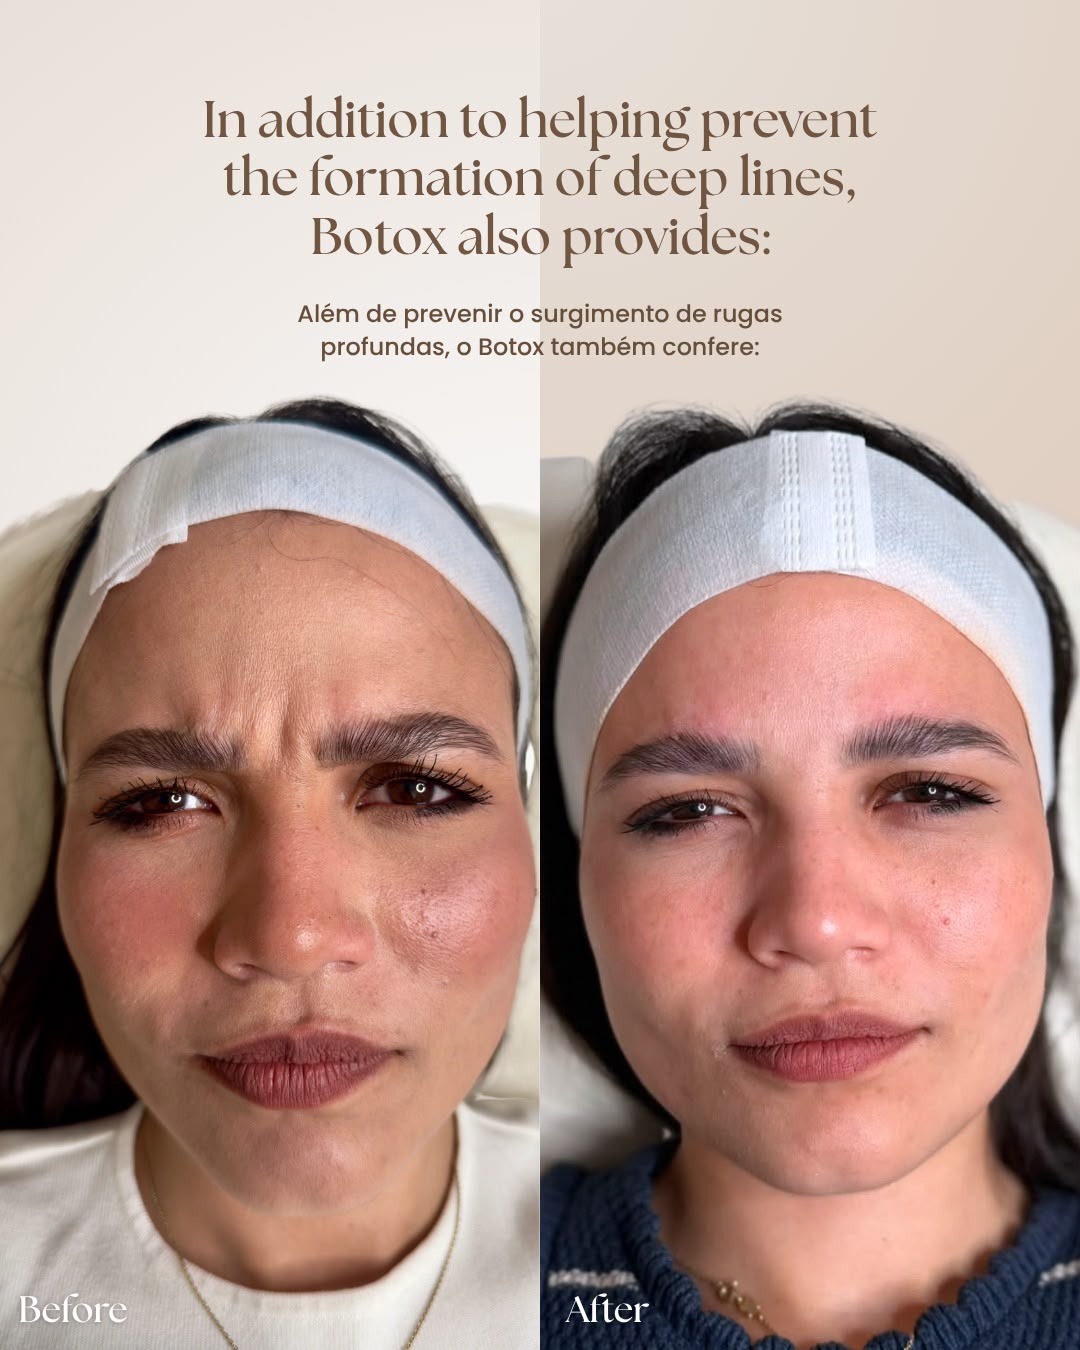 In addition to helping prevent
the formation of deep lines,
Botox also provides:
Além de prevenir o surgimento de rugas
profundas, o Botox também confere:
Before
After